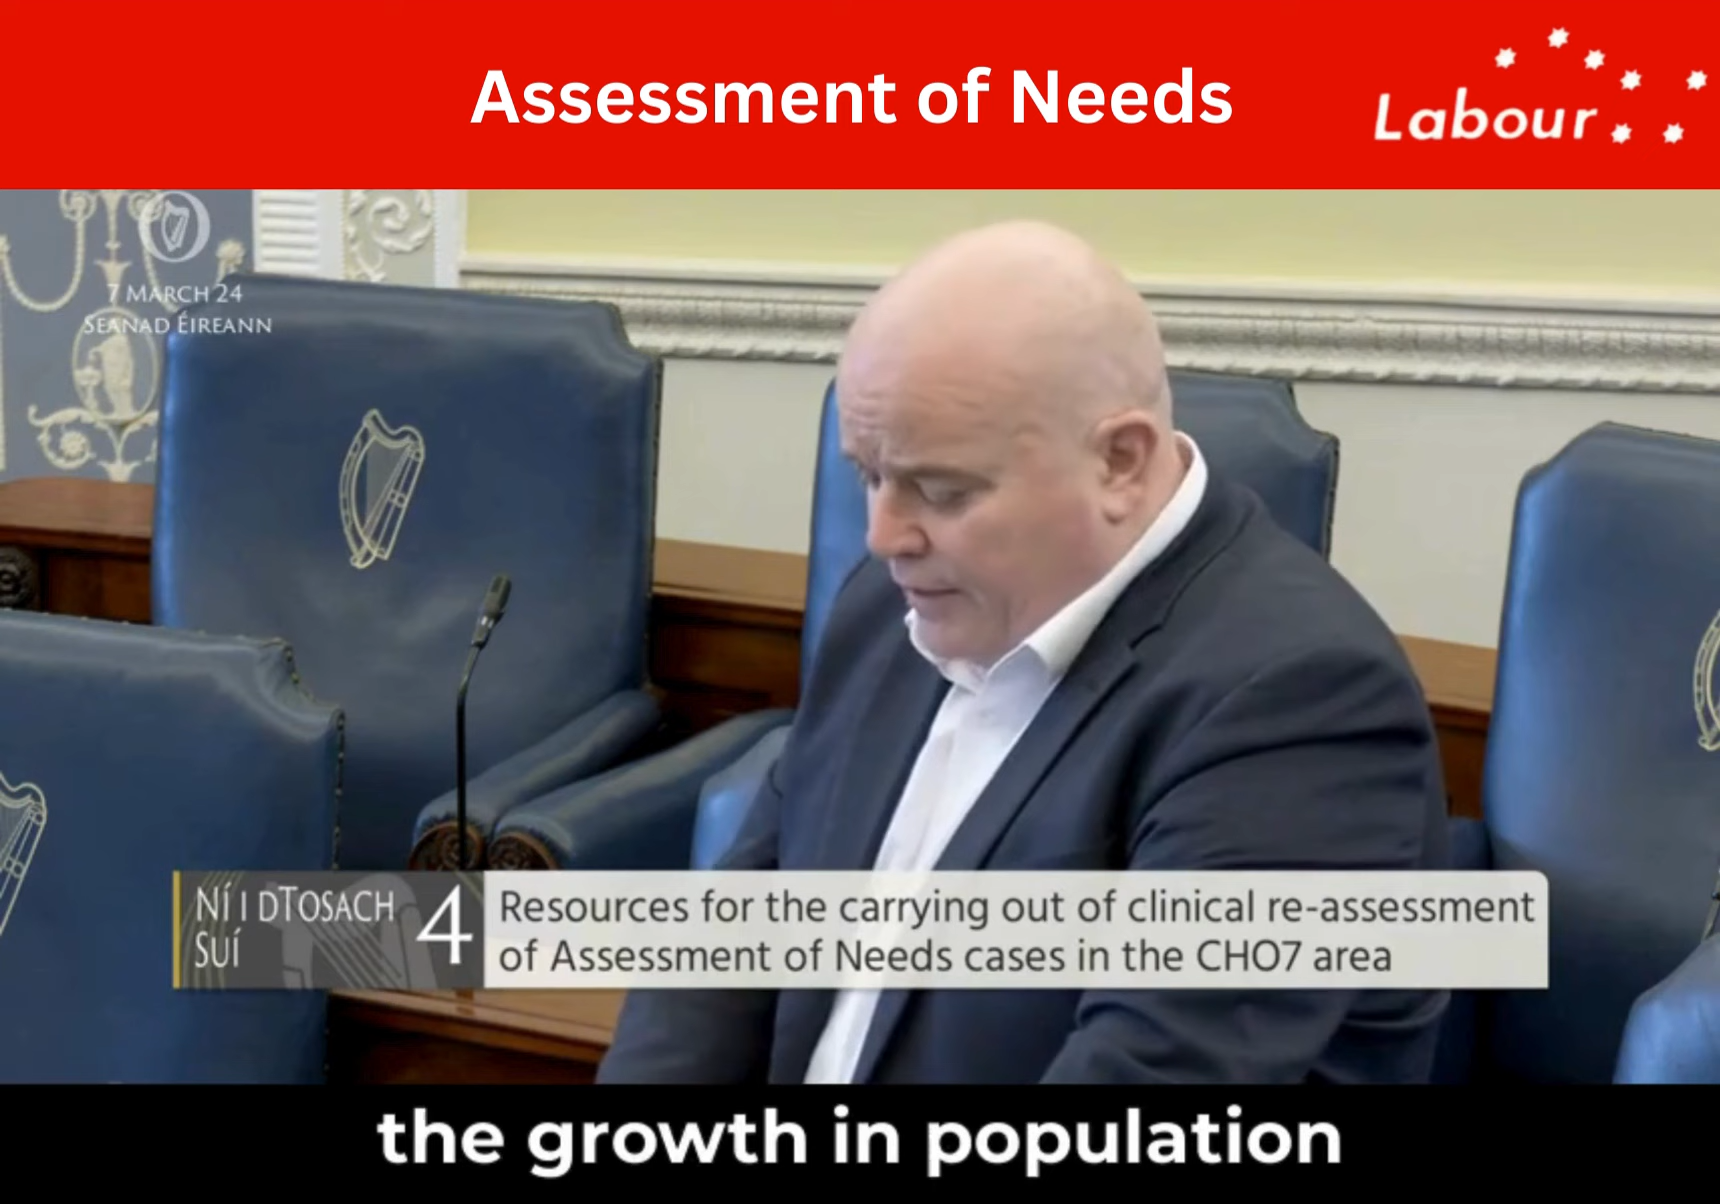 Assessment of Needs
Labour
7 MARCH 24
SEANAD ÉIREANN
NÍ I DTOSACH
SUÍ
4
Resources for the carrying out of clinical re-assessment
of Assessment of Needs cases in the CHO7 area
the growth in population